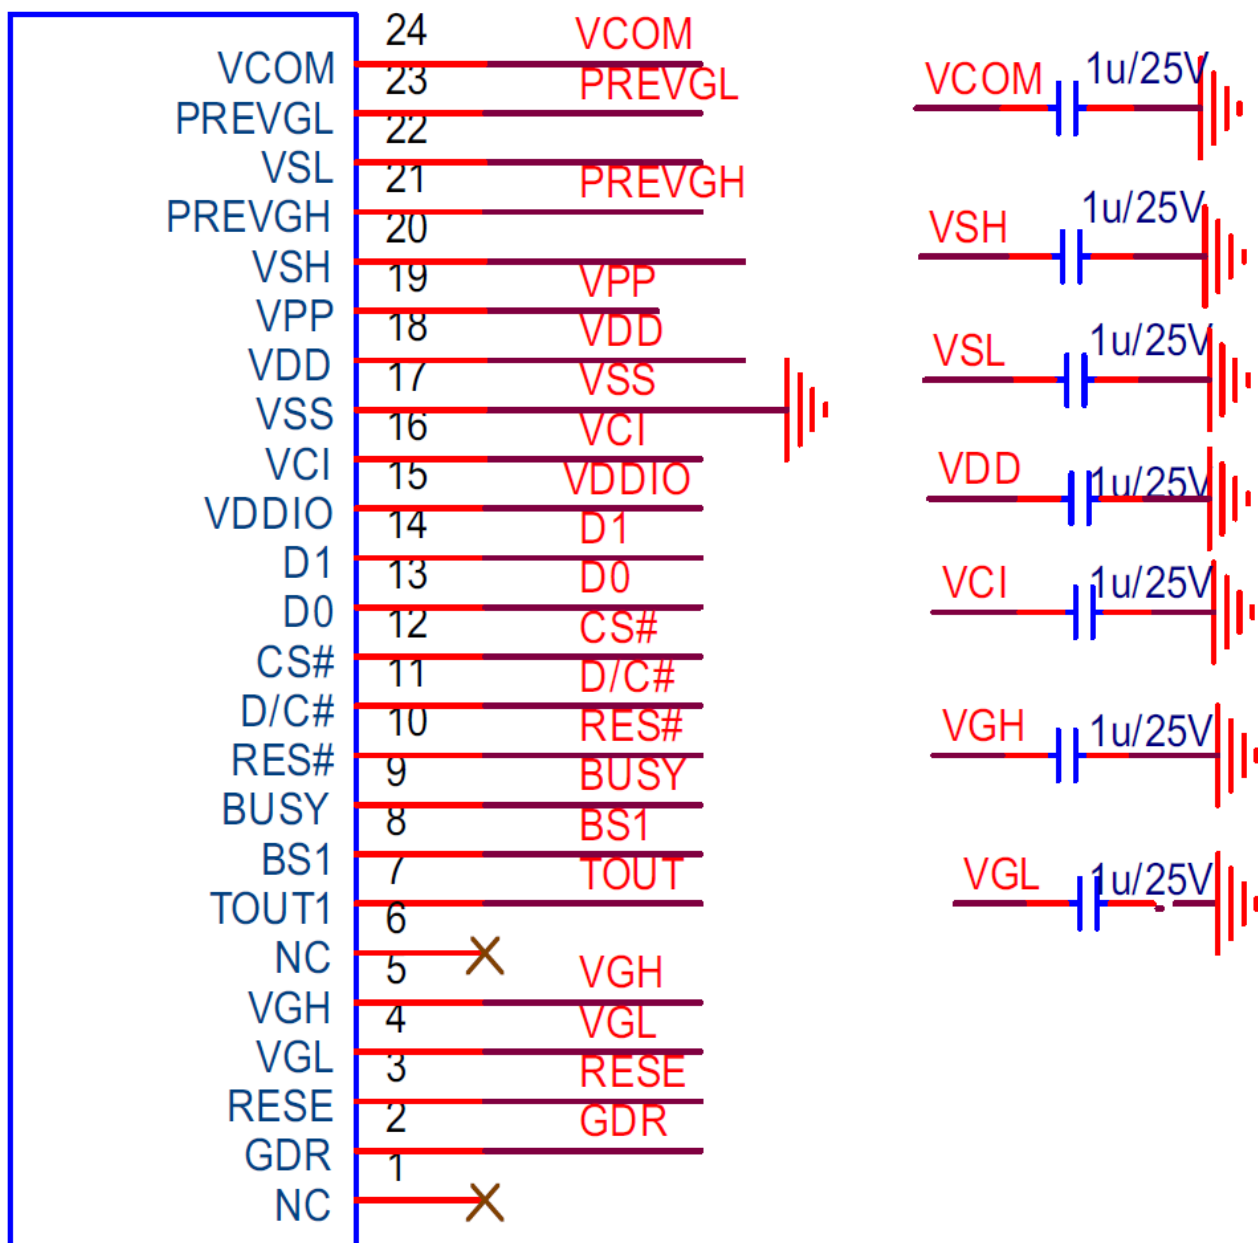 24 VCOM
VCOM
23 PREVGL
PREVGL
22
VSL
21 PREVGH
PREVGH
20
VSH
19 VPP
VPP
18 VDD
VDD
17 VSS
VSS
16 VCI
VCI
15 VDDIO
VDDIO
14 D1
D1
13 D0
D0
12 CS#
CS#
11 D/C#
D/C#
10 RES#
RES#
9 BUSY
BUSY
8 BS1
BS1
7 TOUT
TOUT1
6
NC
5 VGH
VGH
4 VGL
VGL
3 RESE
RESE
2 GDR
GDR
1
NC
VCOM 1u/25V
VSH 1u/25V
VSL 1u/25V
VDD 1u/25V
VCI 1u/25V
VGH 1u/25V
VGL 1u/25V